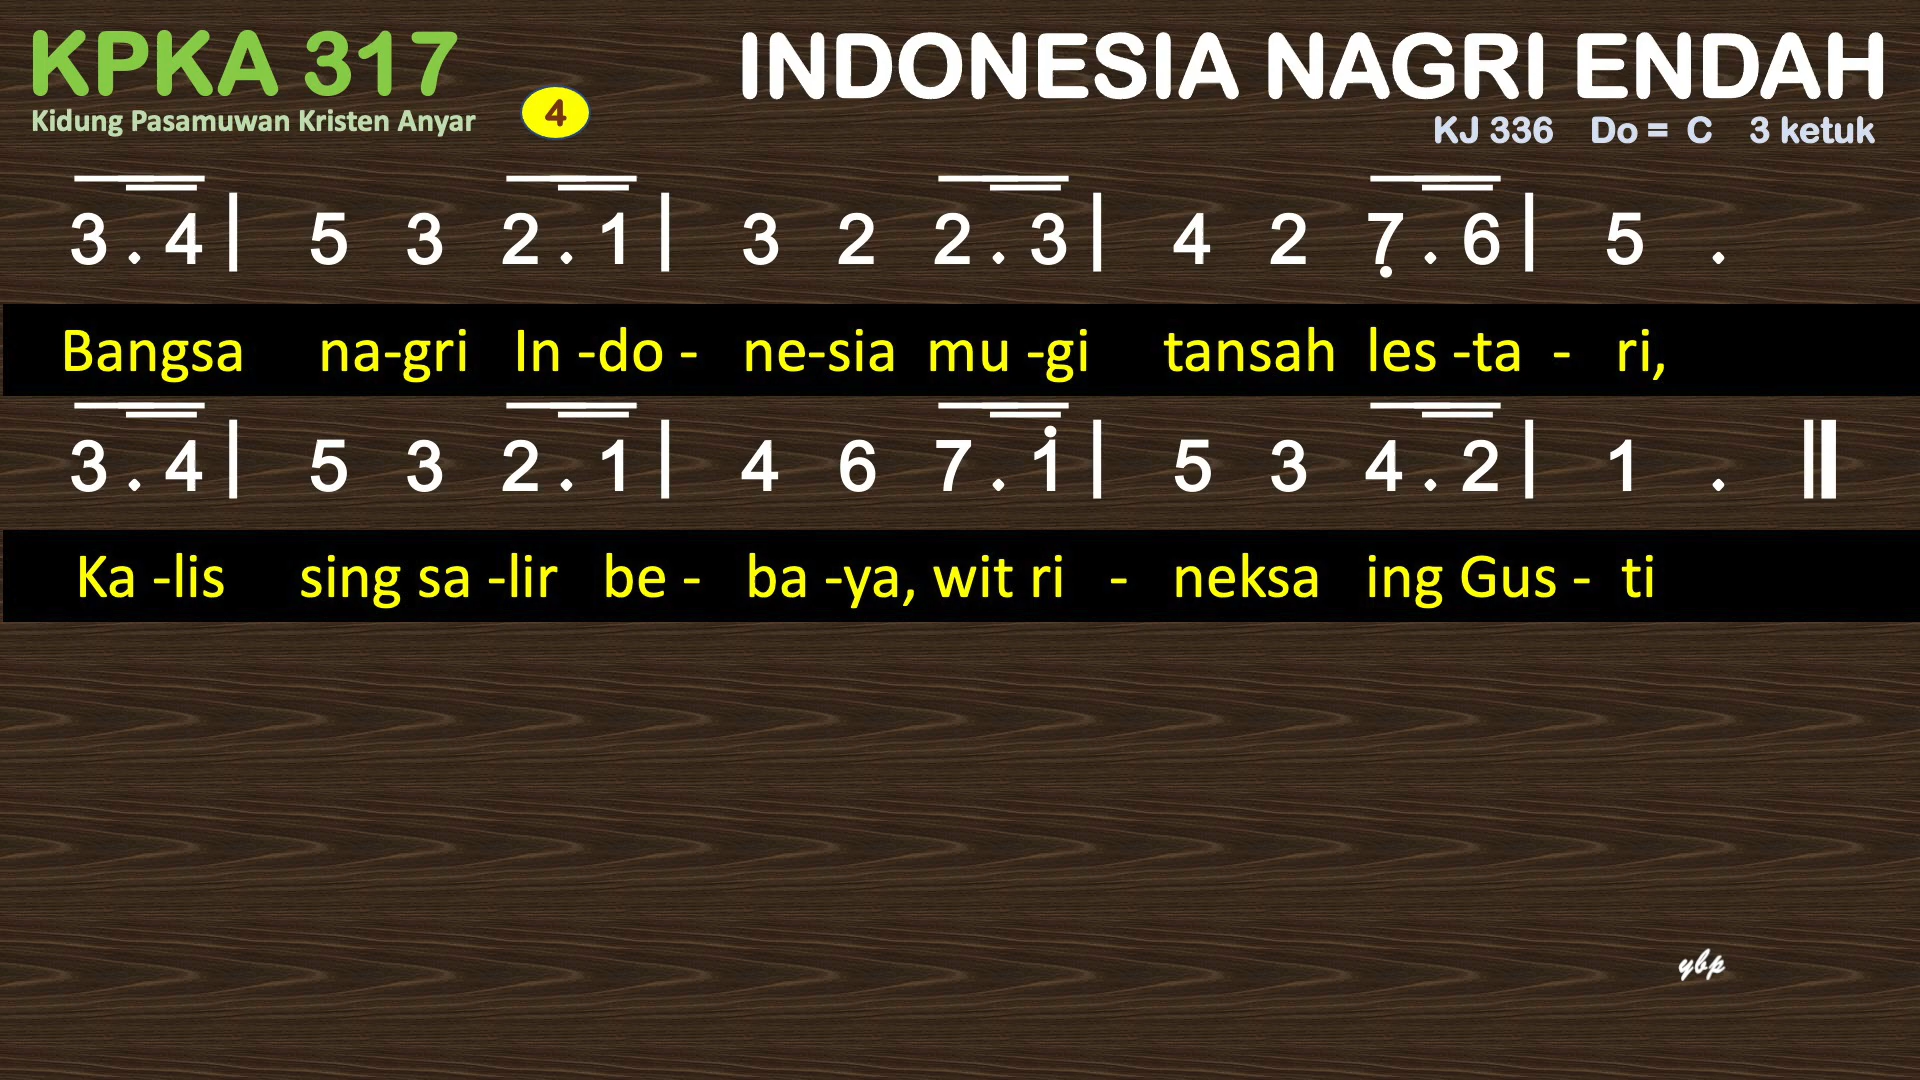 KPKA 317
INDONESIA NAGRI ENDAH
Kidung Pasamuwan Kristen Anyar
4
KJ 336 Do = C 3 ketuk
3 . 4 | 5 3 2 . 1 | 3 2 2 . 3 | 4 2 7̣ . 6 | 5 .
Bangsa na-gri In -do - ne-sia mu -gi tansah les -ta - ri,
3 . 4 | 5 3 2 . 1 | 4 6 7 . 1̇ | 5 3 4 . 2 | 1 . ||
Ka -lis sing sa -lir be - ba -ya, wit ri - neksa ing Gus - ti
ybp